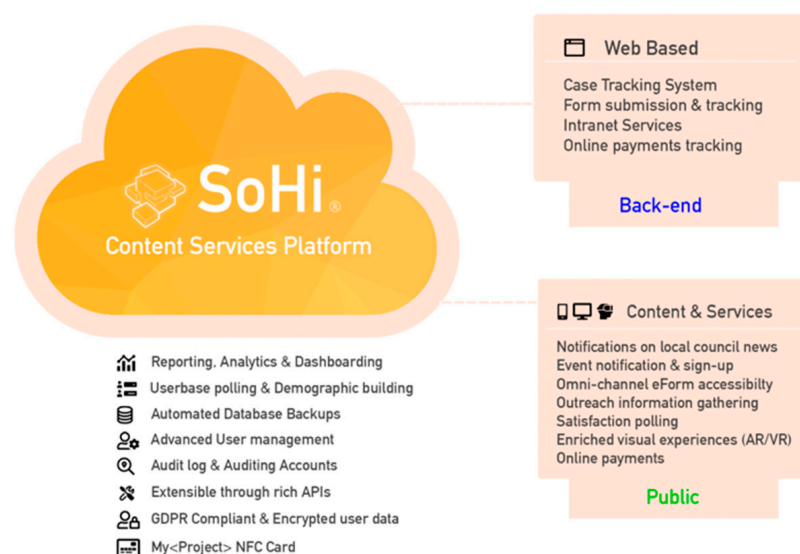 SoHi®
Content Services Platform
Reporting, Analytics & Dashboarding
Userbase polling & Demographic building
Automated Database Backups
Advanced User management
Audit log & Auditing Accounts
Extensible through rich APIs
GDPR Compliant & Encrypted user data
My<Project> NFC Card
Web Based
Case Tracking System
Form submission & tracking
Intranet Services
Online payments tracking
Back-end
Content & Services
Notifications on local council news
Event notification & sign-up
Omni-channel eForm accessibilty
Outreach information gathering
Satisfaction polling
Enriched visual experiences (AR/VR)
Online payments
Public